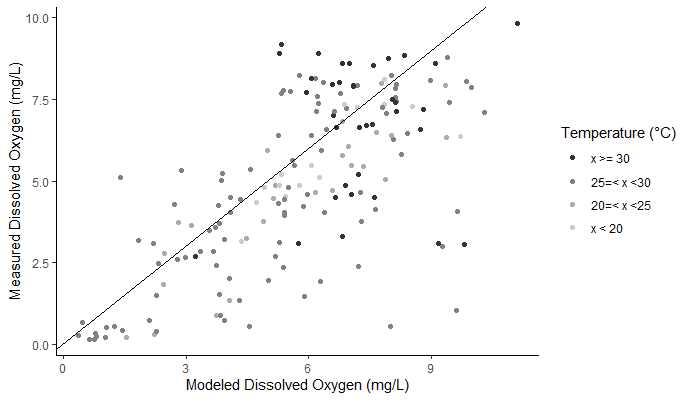 10.0
7.5
5.0
2.5
0.0
Measured Dissolved Oxygen (mg/L)
0 3 6 9
Modeled Dissolved Oxygen (mg/L)
Temperature (°C)
x >= 30
25=< x <30
20=< x <25
x < 20